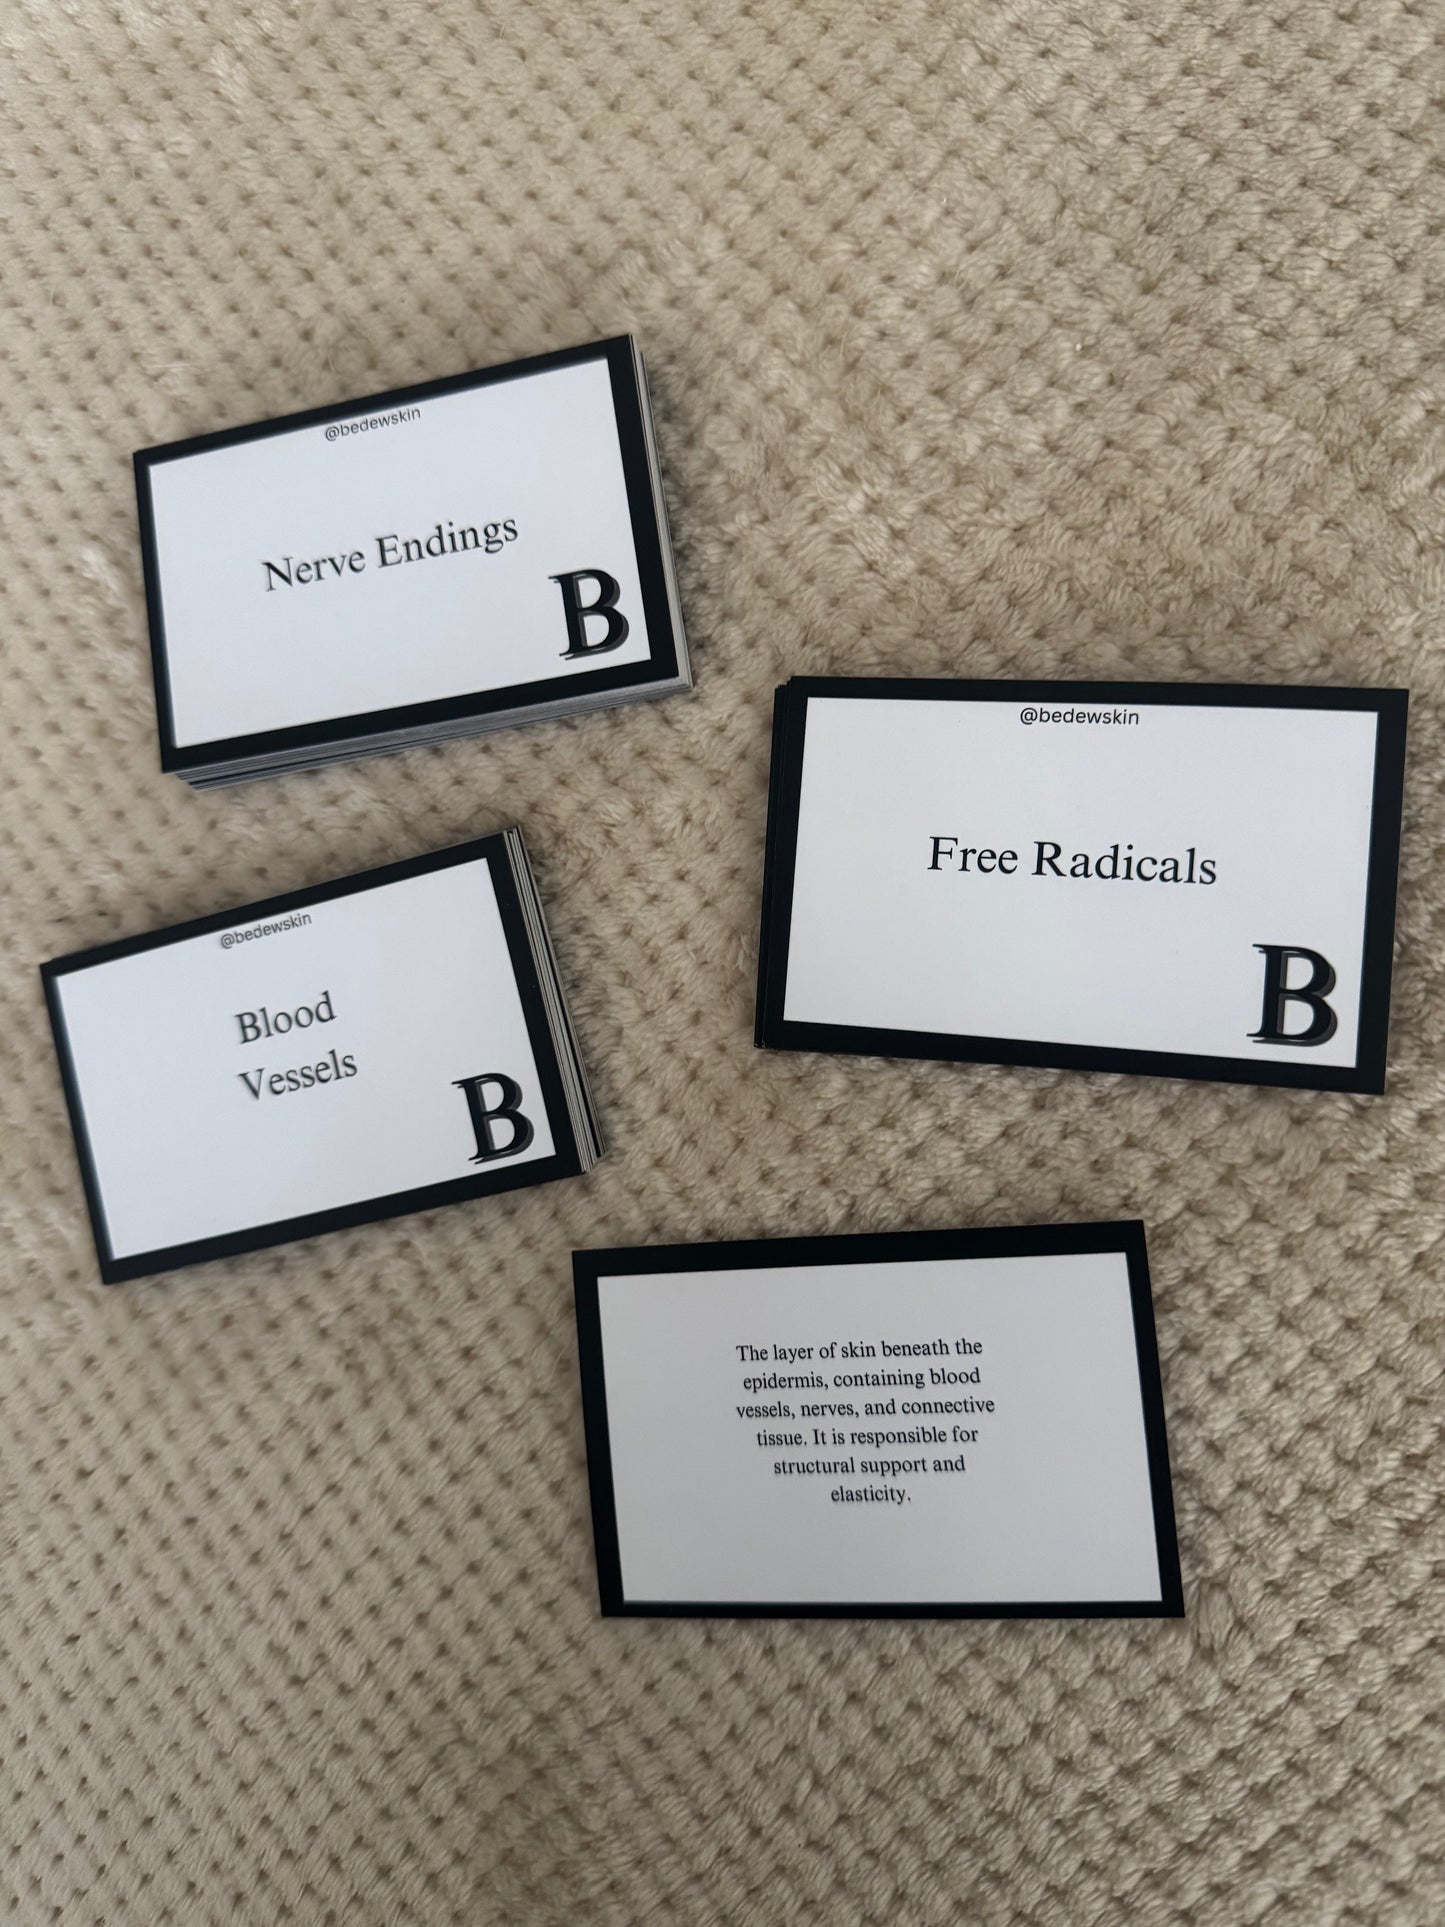 @bedewskin
Nerve Endings
B
@bedewskin
Free Radicals
B
@bedewskin
Blood
Vessels
B
The layer of skin beneath the
epidermis, containing blood
vessels, nerves, and connective
tissue. It is responsible for
structural support and
elasticity.